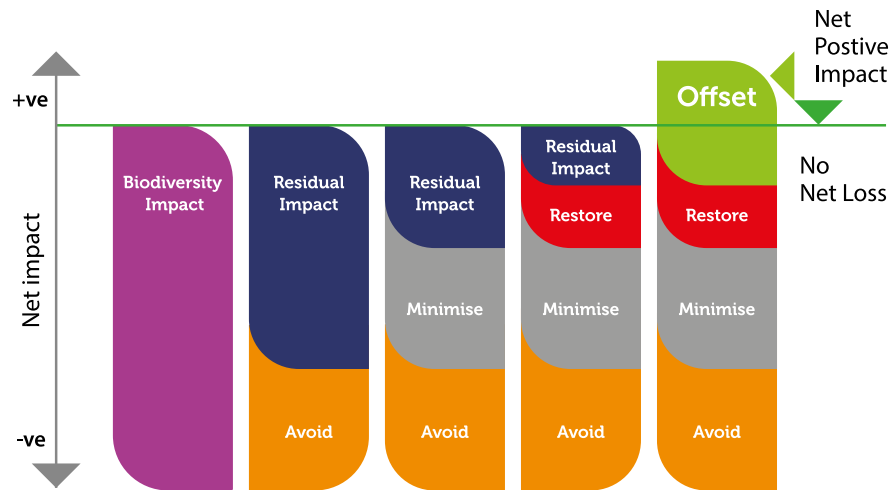 Net
Postive
Impact
+ve
Offset
Biodiversity
Impact
Residual
Impact
Residual
Impact
Residual
Impact
No
Net Loss
Restore
Restore
Net impact
Minimise
Minimise
Minimise
-ve
Avoid
Avoid
Avoid
Avoid